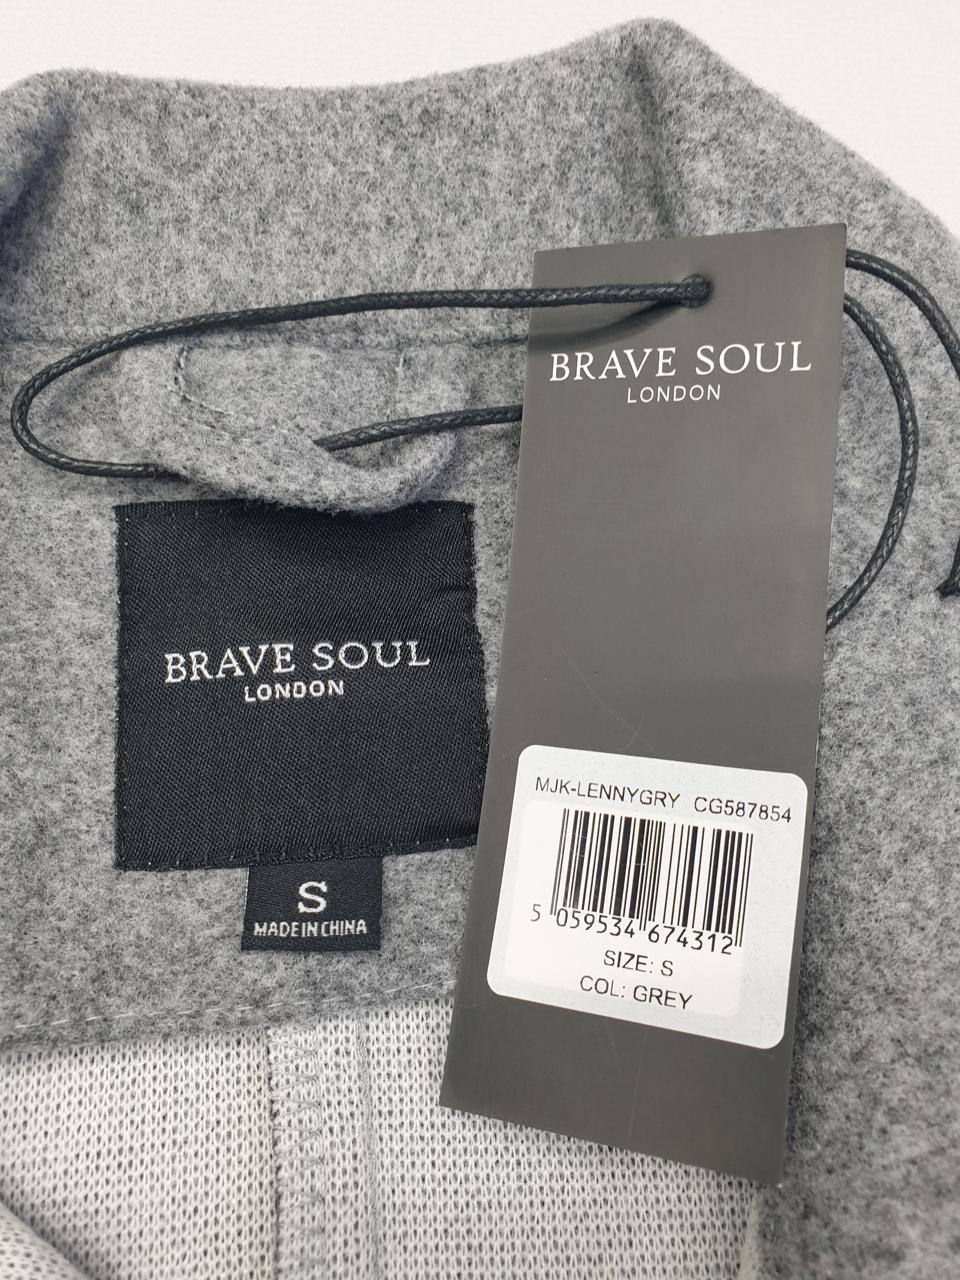 BRAVE SOUL
LONDON
BRAVE SOUL
LONDON
S
MADE IN CHINA
MJK-LENNYGRY CG587854
5 059534 674312
SIZE: S
COL: GREY